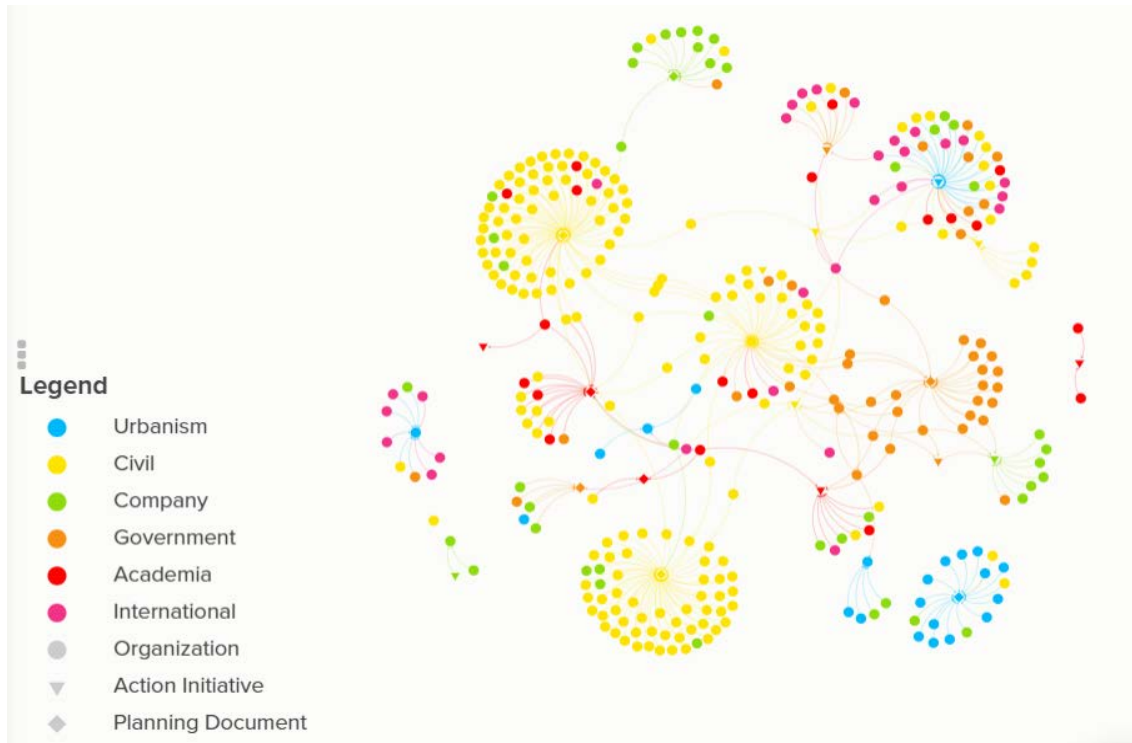 Legend
Urbanism
Civil
Company
Government
Academia
International
Organization
Action Initiative
Planning Document